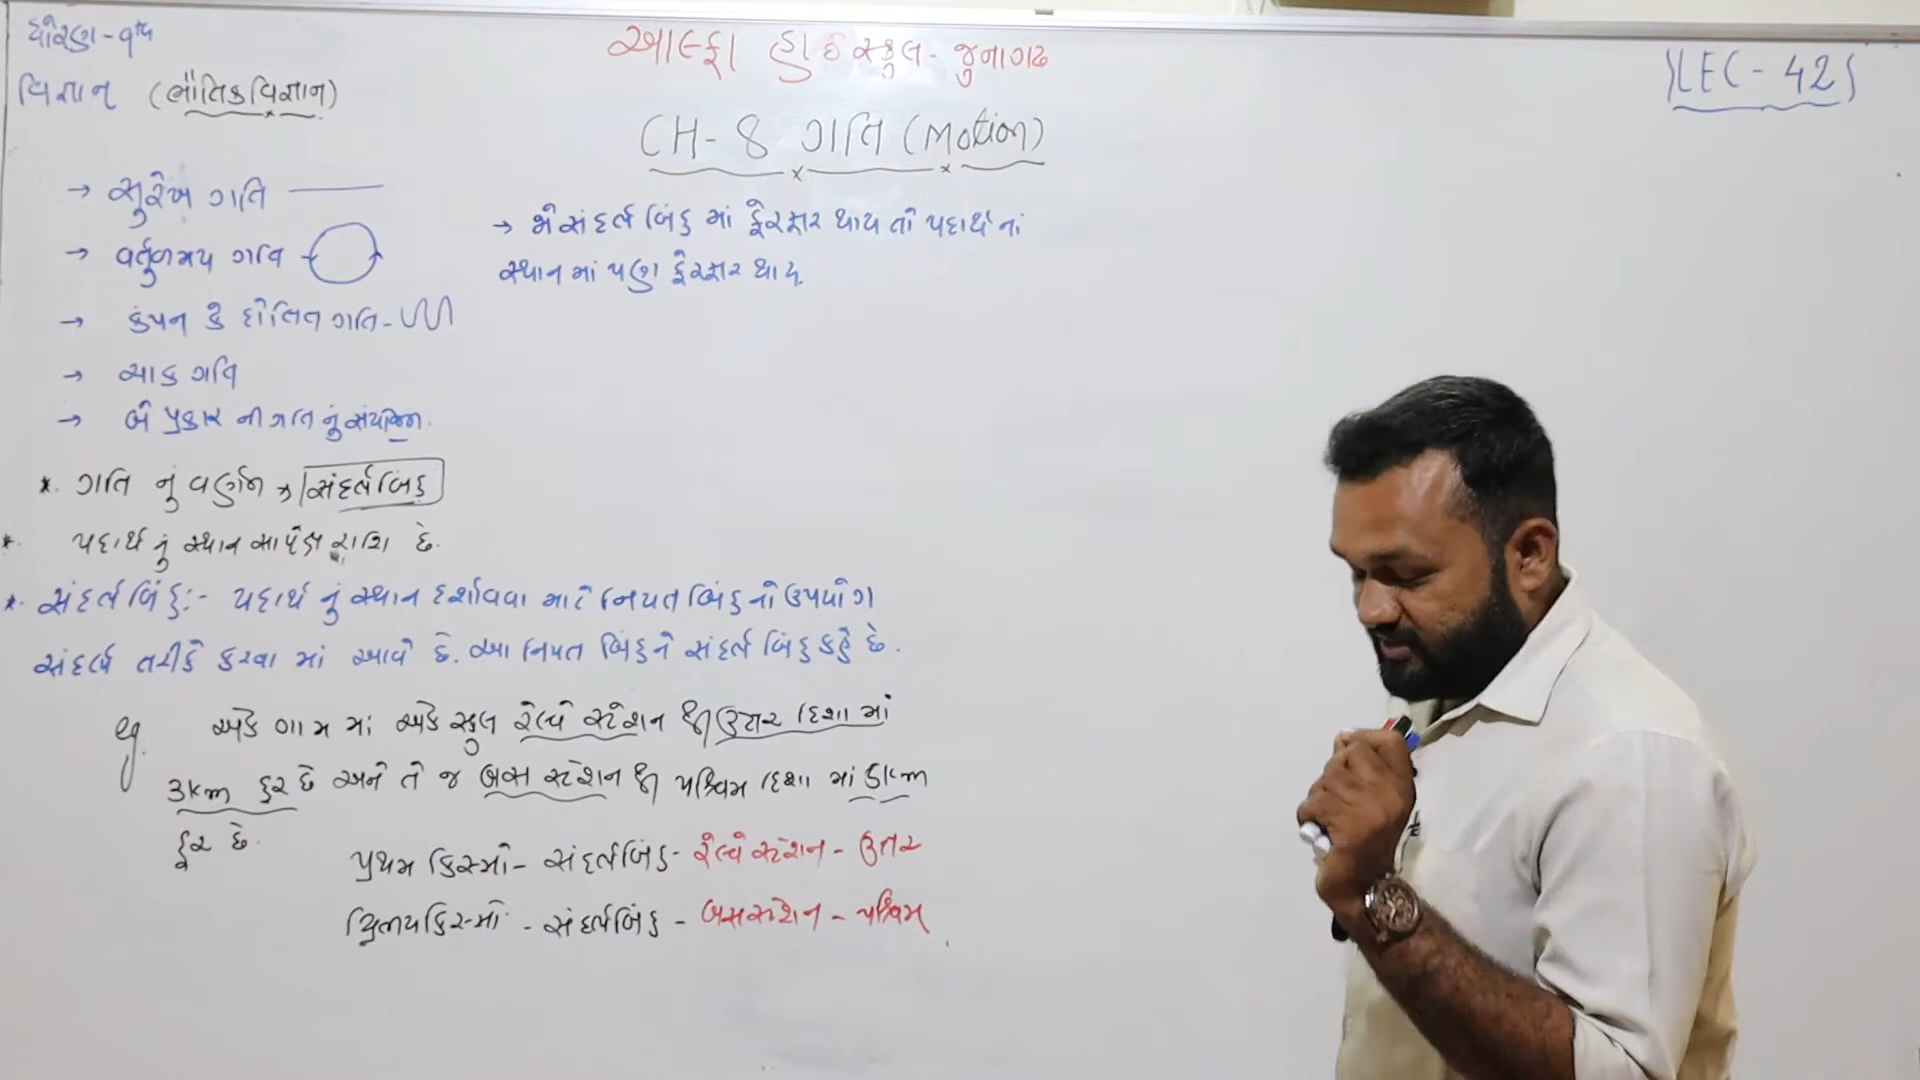 ધોરણ - 9th
વિજ્ઞાન (ભૌતિકવિજ્ઞાન)
આલ્ફા હાઇસ્કુલ - જુનાગઢ
LEC - 42
CH - 8 ગતિ (Motion)
→ સુરેખ ગતિ
→ વર્તુળમય ગતિ
→ કંપન કે દોલિત ગતિ -
→ ચાક ગતિ
→ બે પ્રકાર ની ગતિ નું સંયોજન.
→ જો સંદર્ભ બિંદુ માં ફેરફાર થાય તો પદાર્થ નાં
સ્થાન માં પણ ફેરફાર થાય.
* ગતિ નું વર્ણન → સંદર્ભબિંદુ
* પદાર્થ નું સ્થાન સાપેક્ષ રાશિ છે.
* સંદર્ભ બિંદુ:- પદાર્થ નું સ્થાન દર્શાવવા માટે નિયત બિંદુ નો ઉપયોગ
સંદર્ભ તરીકે કરવા માં આવે છે. આ નિયત બિંદુને સંદર્ભ બિંદુ કહે છે.
eg. એક ગામ માં એક સ્કુલ રેલ્વે સ્ટેશન થી ઉત્તર દિશા માં
3km દુર છે અને તે જ બસ સ્ટેશન થી પશ્ચિમ દિશા માં 5km
દૂર છે.
પ્રથમ કિસ્સો - સંદર્ભબિંદુ - રેલ્વે સ્ટેશન - ઉત્તર
દ્વિતીય કિસ્સો - સંદર્ભબિંદુ - બસસ્ટેશન - પશ્ચિમ